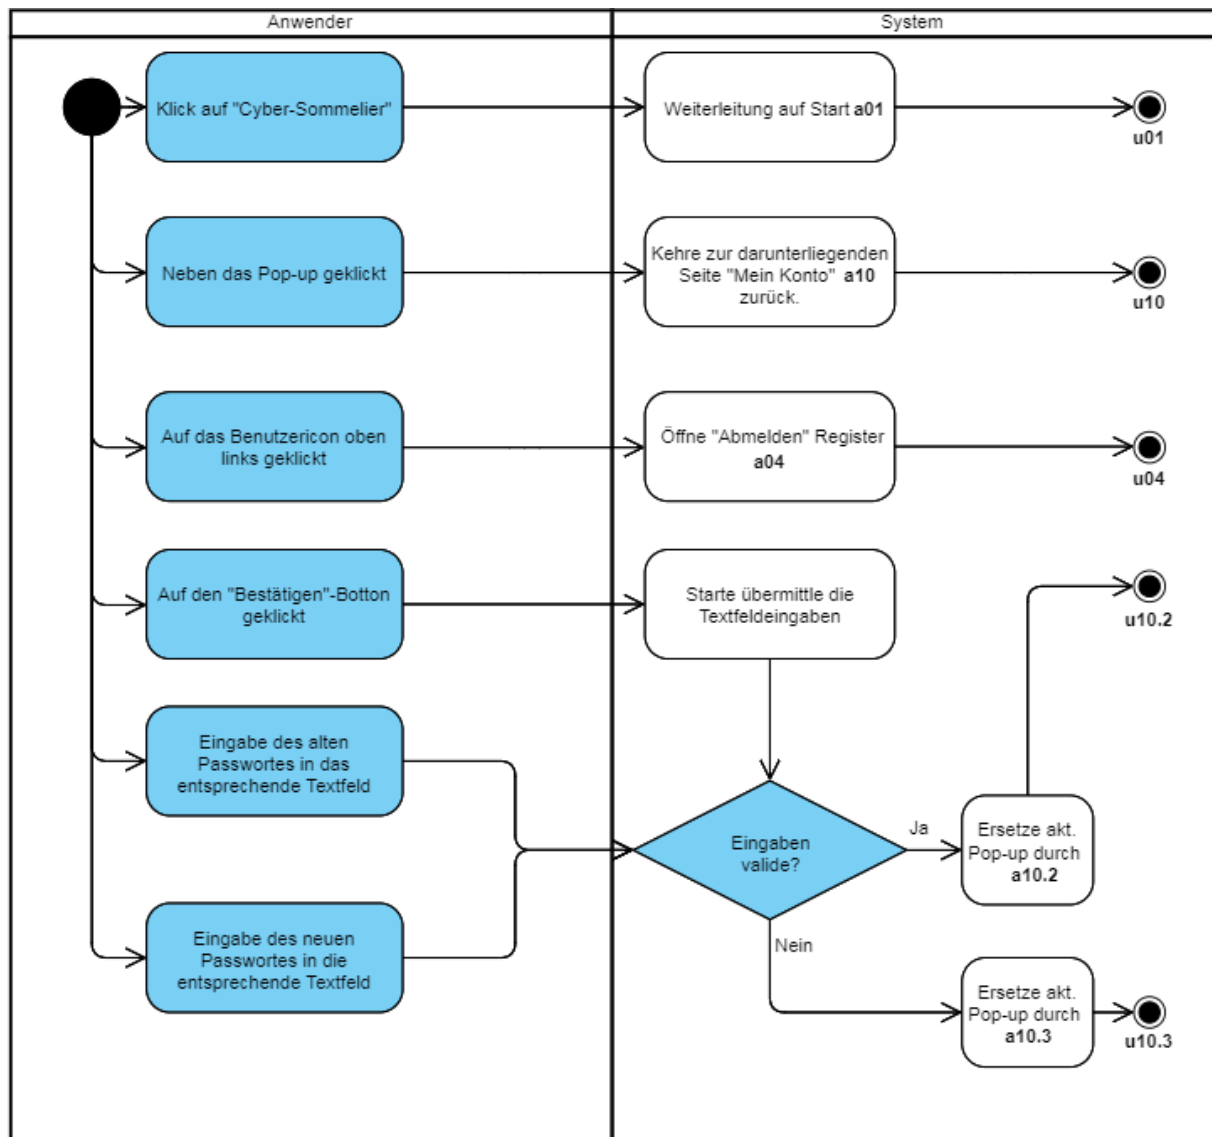 Anwender
System
Klick auf "Cyber-Sommelier"
Weiterleitung auf Start a01
u01
Neben das Pop-up geklickt
Kehre zur darunterliegenden
Seite "Mein Konto" a10
zurück.
u10
Auf das Benutzericon oben
links geklickt
Öffne "Abmelden" Register
a04
u04
Auf den "Bestätigen"-Botton
geklickt
Starte übermittle die
Textfeldeingaben
u10.2
Eingabe des alten
Passwortes in das
entsprechende Textfeld
Eingaben
valide?
Ja
Ersetze akt.
Pop-up durch
a10.2
Eingabe des neuen
Passwortes in die
entsprechende Textfeld
Nein
Ersetze akt.
Pop-up durch
a10.3
u10.3